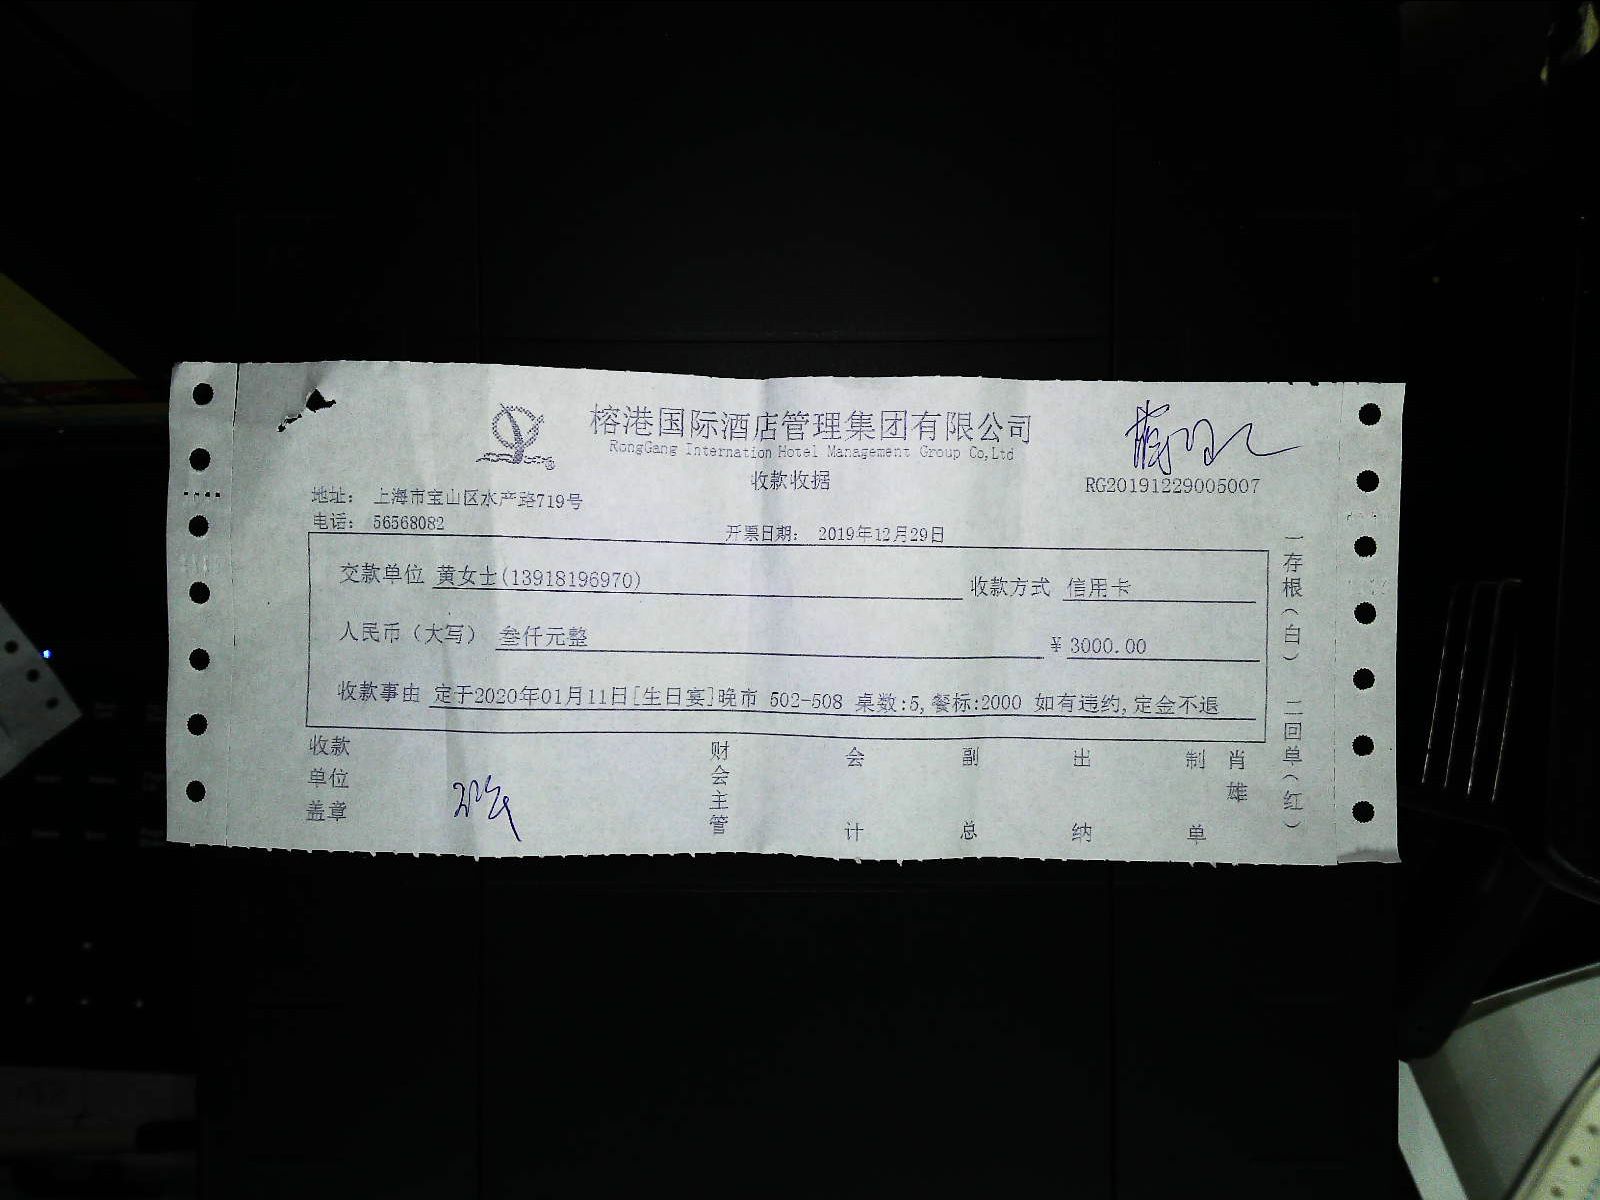 榕港国际酒店管理集团有限公司
RongGang International Hotel Management Group Co,Ltd
收款收据
RG20191229005007
地址： 上海市宝山区水产路719号
电话： 56568082
开票日期： 2019年12月29日
交款单位 黄女士(13918196970) 收款方式 信用卡
人民币（大写） 叁仟元整 ￥3000.00
收款事由 定于2020年01月11日[生日宴]晚市 502-508 桌数:5,餐标:2000 如有违约,定金不退
收款单位盖章 财会主管 会计 副总 出纳 制单 肖雄
一存根（白） 二回单（红）